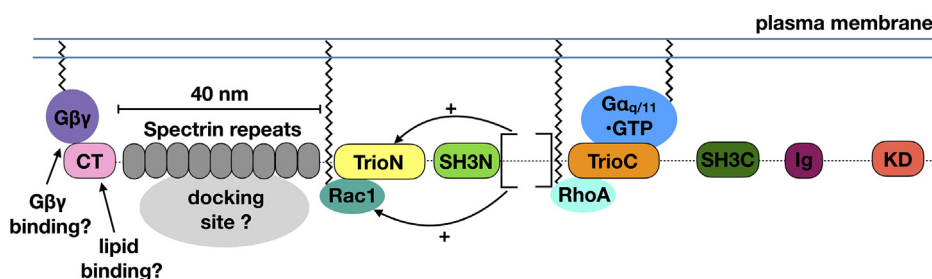 plasma membrane
40 nm
Spectrin repeats
Gβγ
CT
TrioN
SH3N
Gαq/11
•GTP
TrioC
SH3C
Ig
KD
Rac1
RhoA
docking
site ?
Gβγ
binding?
lipid
binding?
+
+